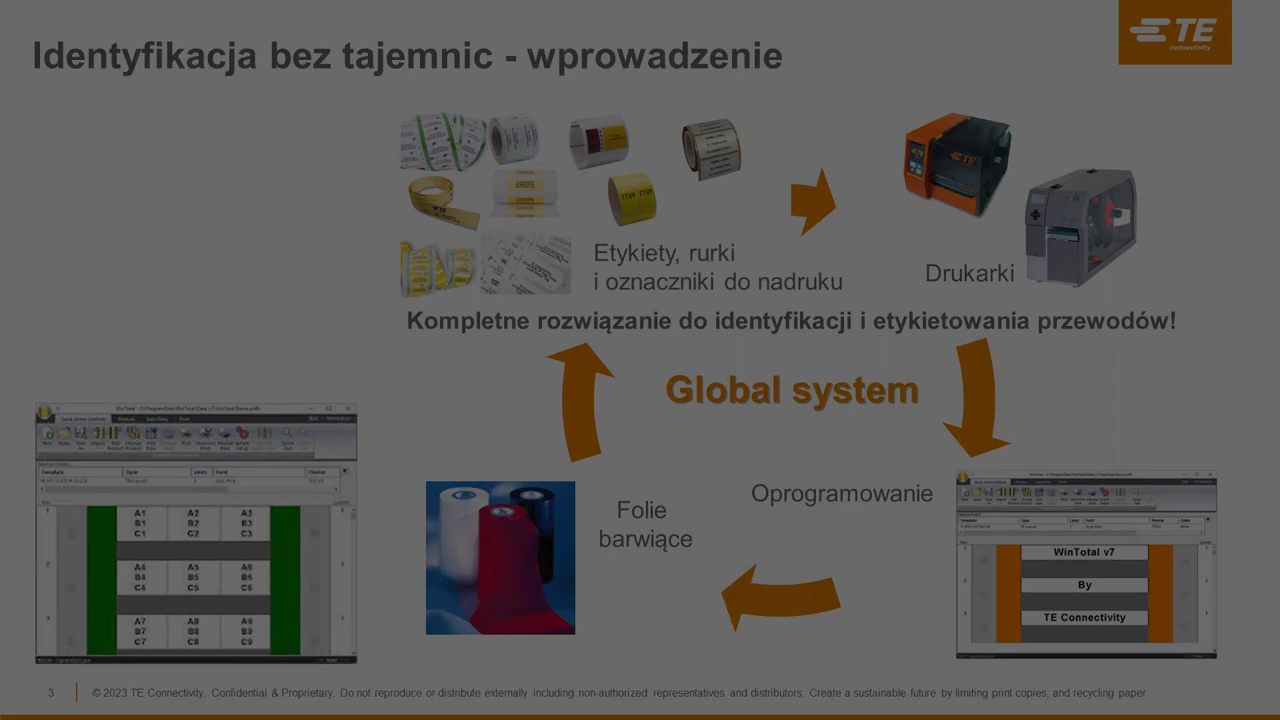 Identyfikacja bez tajemnic - wprowadzenie
TE
connectivity
Etykiety, rurki
i oznaczniki do nadruku
Drukarki
Kompletne rozwiązanie do identyfikacji i etykietowania przewodów!
Global system
Oprogramowanie
Folie
barwiące
A1 A2 A3
B1 B2 B3
C1 C2 C3
A4 A5 A6
B4 B5 B6
C4 C5 C6
A7 A8 A9
B7 B8 B9
C7 C8 C9
WinTotal v7
By
TE Connectivity
3
© 2023 TE Connectivity. Confidential & Proprietary. Do not reproduce or distribute externally including non-authorized representatives and distributors. Create a sustainable future by limiting print copies, and recycling paper.